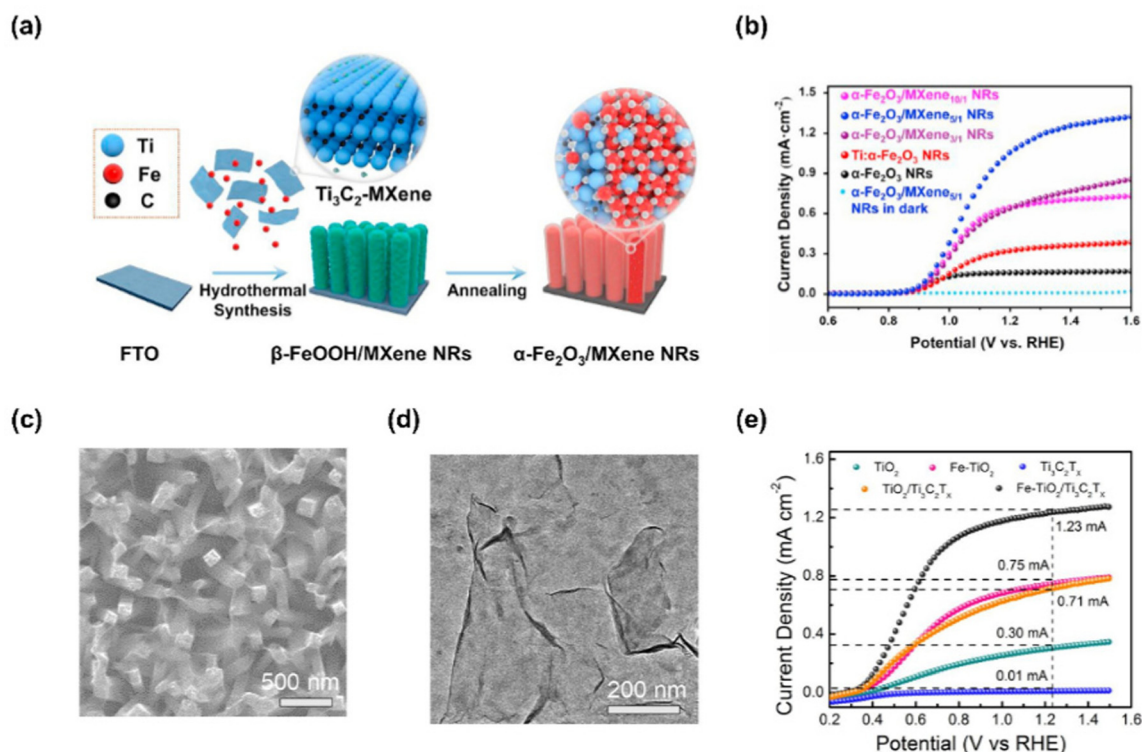 (a)
Ti
Fe
C
Ti₃C₂-MXene
Hydrothermal
Synthesis
Annealing
FTO
β-FeOOH/MXene NRs
α-Fe₂O₃/MXene NRs
(b)
Current Density (mA·cm⁻²)
1.5
1.2
0.9
0.6
0.3
0.0
α-Fe₂O₃/MXene₁₀/₁ NRs
α-Fe₂O₃/MXene₅/₁ NRs
α-Fe₂O₃/MXene₃/₁ NRs
Ti:α-Fe₂O₃ NRs
α-Fe₂O₃ NRs
α-Fe₂O₃/MXene₅/₁
NRs in dark
0.6 0.8 1.0 1.2 1.4 1.6
Potential (V vs. RHE)
(c)
500 nm
(d)
200 nm
(e)
Current Density (mA cm⁻²)
1.6
1.2
0.8
0.4
0.0
TiO₂ Fe-TiO₂ Ti₃C₂Tₓ
TiO₂/Ti₃C₂Tₓ Fe-TiO₂/Ti₃C₂Tₓ
1.23 mA
0.75 mA
0.71 mA
0.30 mA
0.01 mA
0.2 0.4 0.6 0.8 1.0 1.2 1.4 1.6
Potential (V vs RHE)